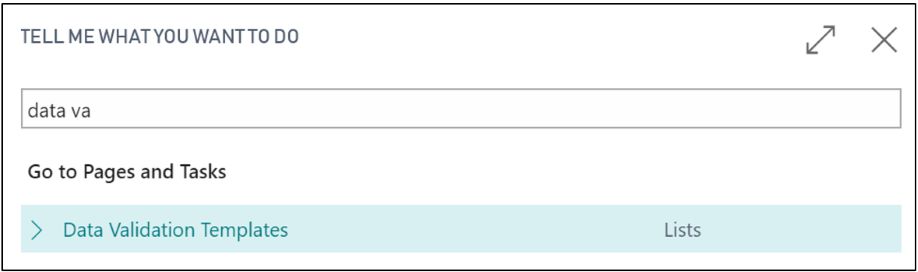 TELL ME WHAT YOU WANT TO DO
data va
Go to Pages and Tasks
Data Validation Templates Lists